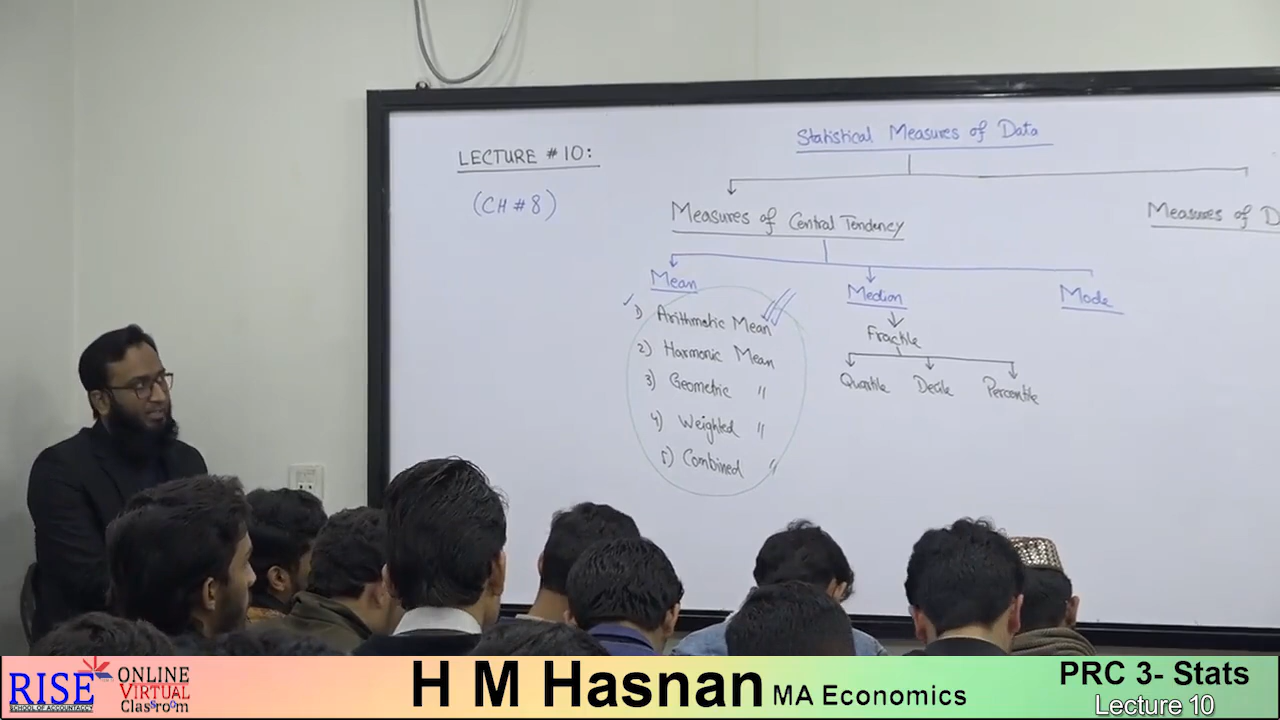 LECTURE # 10:
(CH # 8)
Statistical Measures of Data
Measures of Central Tendency
Measures of D
Mean
Median
Mode
1) Arithmatic Mean
2) Harmonic Mean
3) Geometric "
4) Weighted "
5) Combined "
Fractile
Quartile Decile Percentile
RISE
SCHOOL OF ACCOUNTANCY
ONLINE
VIRTUAL
Classroom
H M Hasnan MA Economics
PRC 3- Stats
Lecture 10